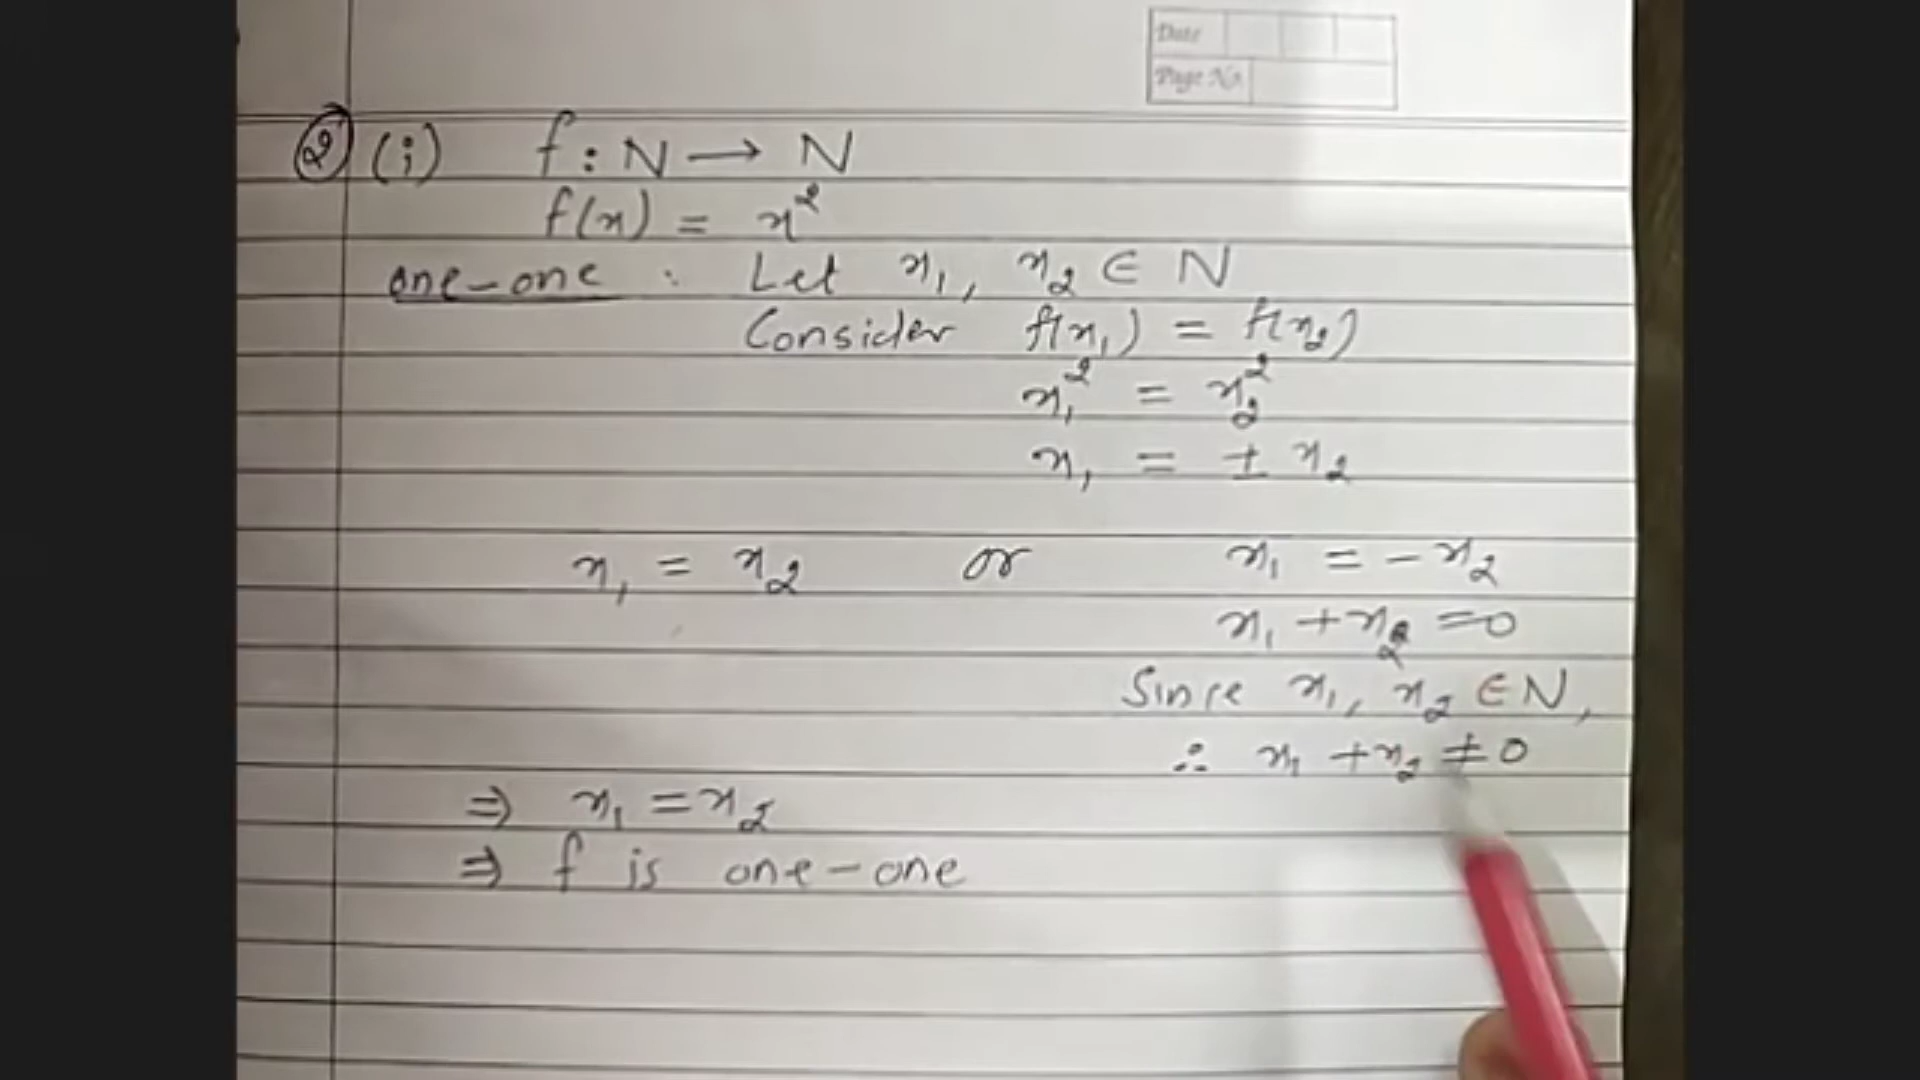 Date
Page No.
② (i) f : N → N
f(x) = x²
one-one : Let x₁, x₂ ∈ N
Consider f(x₁) = f(x₂)
x₁² = x₂²
x₁ = ± x₂
x₁ = x₂ or x₁ = - x₂
x₁ + x₂ = 0
Since x₁, x₂ ∈ N,
∴ x₁ + x₂ ≠ 0
⇒ x₁ = x₂
⇒ f is one-one